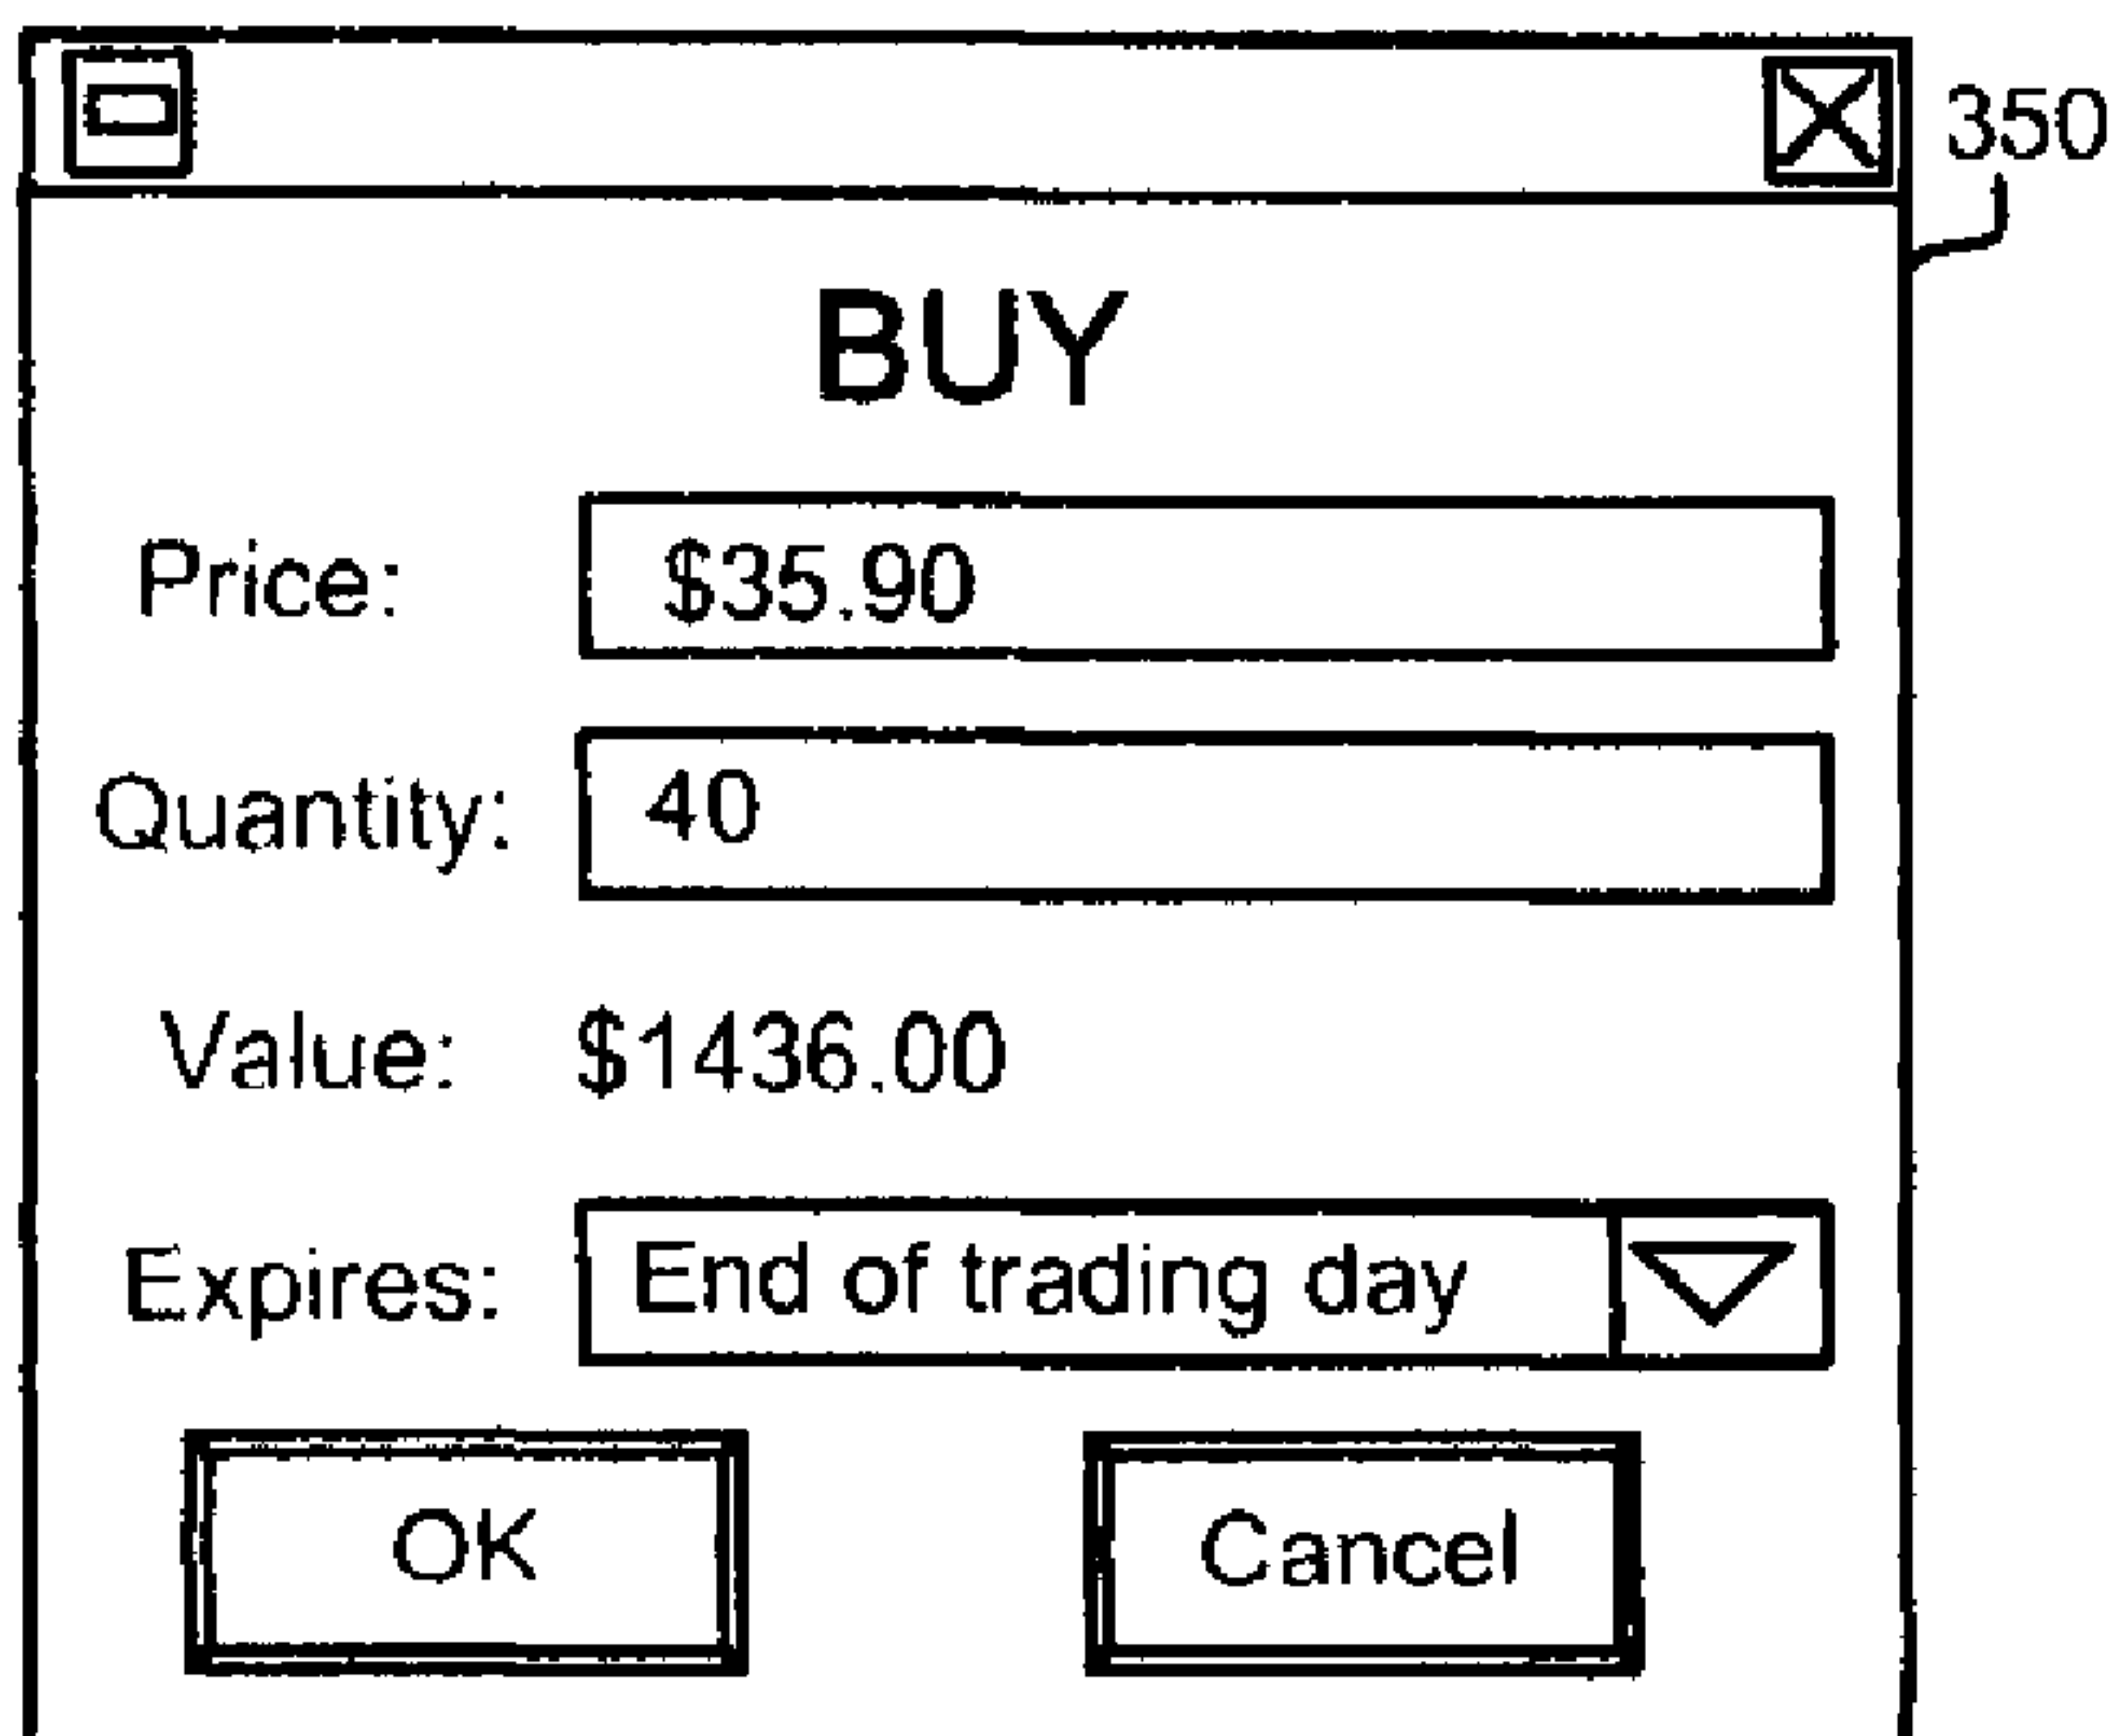 350
BUY
Price: $35.90
Quantity: 40
Value: $1436.00
Expires: End of trading day
OK Cancel